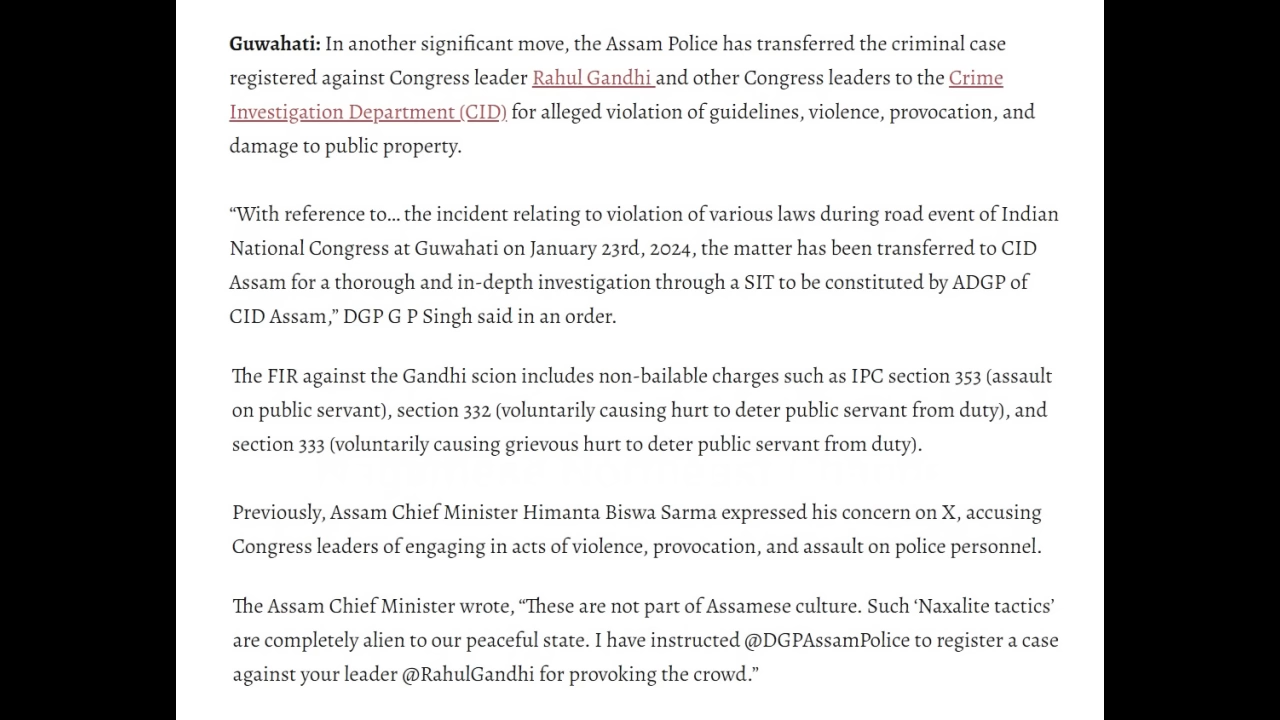 Guwahati: In another significant move, the Assam Police has transferred the criminal case
registered against Congress leader Rahul Gandhi and other Congress leaders to the Crime
Investigation Department (CID) for alleged violation of guidelines, violence, provocation, and
damage to public property.
“With reference to... the incident relating to violation of various laws during road event of Indian
National Congress at Guwahati on January 23rd, 2024, the matter has been transferred to CID
Assam for a thorough and in-depth investigation through a SIT to be constituted by ADGP of
CID Assam,” DGP G P Singh said in an order.
The FIR against the Gandhi scion includes non-bailable charges such as IPC section 353 (assault
on public servant), section 332 (voluntarily causing hurt to deter public servant from duty), and
section 333 (voluntarily causing grievous hurt to deter public servant from duty).
Previously, Assam Chief Minister Himanta Biswa Sarma expressed his concern on X, accusing
Congress leaders of engaging in acts of violence, provocation, and assault on police personnel.
The Assam Chief Minister wrote, “These are not part of Assamese culture. Such ‘Naxalite tactics’
are completely alien to our peaceful state. I have instructed @DGPAssamPolice to register a case
against your leader @RahulGandhi for provoking the crowd.”